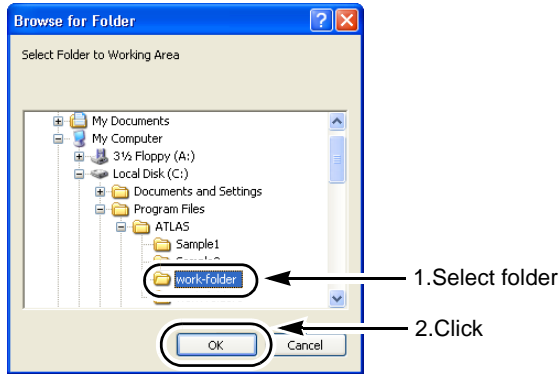 Browse for Folder
Select Folder to Working Area
My Documents
My Computer
3½ Floppy (A:)
Local Disk (C:)
Documents and Settings
Program Files
ATLAS
Sample1
work-folder
1.Select folder
2.Click
OK
Cancel